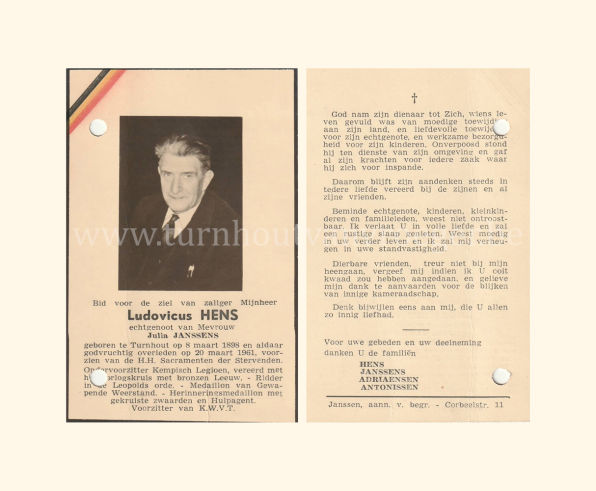 Bid voor de ziel van zaliger Mijnheer
Ludovicus HENS
echtgenoot van Mevrouw
Julia JANSSENS
geboren te Turnhout op 8 maart 1898 en aldaar
godvruchtig overleden op 20 maart 1961, voor-
zien van de H.H. Sacramenten der Stervenden.
Ondervoorzitter Kempisch Legioen, vereerd met
het oorlogskruis met bronzen Leeuw, - Ridder
in de Leopolds orde. - Medaillon van Gewa-
pende Weerstand. - Herinneringsmedaillon met
gekruiste zwaarden en Hulpagent.
Voorzitter van K.W.V.T.
†
God nam zijn dienaar tot Zich, wiens le-
ven gevuld was van moedige toewijding
aan zijn land, en liefdevolle toewijding
voor zijn echtgenote, en werkzame bezorgd-
heid voor zijn kinderen. Onverpoosd stond
hij ten dienste van zijn omgeving en gaf
al zijn krachten voor iedere zaak waar
hij zich voor inspande.
Daarom blijft zijn aandenken steeds in
tedere liefde vereerd bij de zijnen en al
zijne vrienden.
Beminde echtgenote, kinderen, kleinkin-
deren en familieleden, weest niet ontroost-
baar. Ik verlaat U in volle liefde en zal
een rustige slaap genieten. Weest moedig
in uw verder leven en ik zal mij verheu-
gen in uwe standvastigheid.
Dierbare vrienden, treur niet bij mijn
heengaan, vergeef mij indien ik U ooit
kwaad zou hebben aangedaan, en gelieve
mijn dank te aanvaarden voor de blijken
van innige kameraadschap.
Denk blijvend eens aan mij, die U allen
zo innig liefhad.
Voor uwe gebeden en uw deelneming
danken U de familiën
HENS
JANSSENS
ADRIAENSEN
ANTONISSEN
Janssen, aann. v. begr. - Corbeelstr. 11